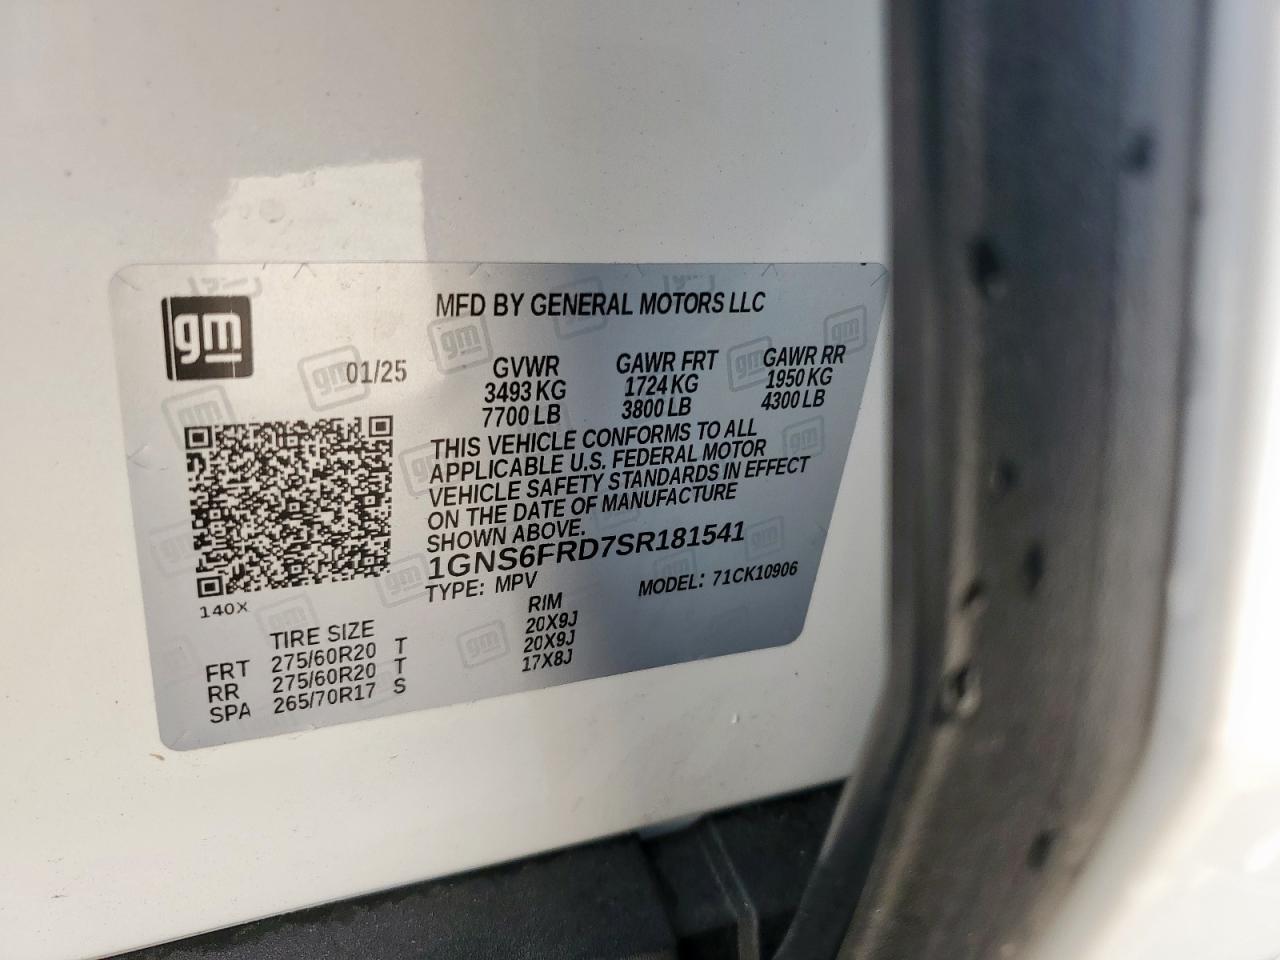 gm
MFD BY GENERAL MOTORS LLC
01/25
GVWR GAWR FRT GAWR RR
3493 KG 1724 KG 1950 KG
7700 LB 3800 LB 4300 LB
THIS VEHICLE CONFORMS TO ALL
APPLICABLE U.S. FEDERAL MOTOR
VEHICLE SAFETY STANDARDS IN EFFECT
ON THE DATE OF MANUFACTURE
SHOWN ABOVE.
1GNS6FRD7SR181541
TYPE: MPV MODEL: 71CK10906
140X
TIRE SIZE RIM
FRT 275/60R20 T 20X9J
RR 275/60R20 T 20X9J
SPA 265/70R17 S 17X8J